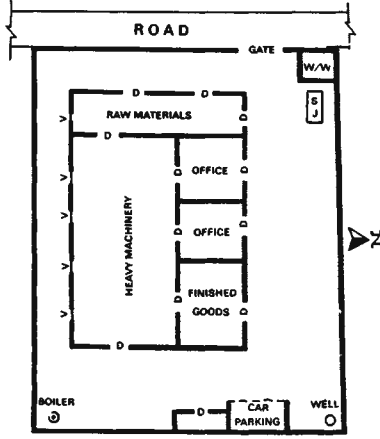 ROAD
GATE
W/W
S
J
D D
RAW MATERIALS
V
D
D
D
OFFICE
D
V
V
HEAVY MACHINERY
D
OFFICE
D
N
V
D
FINISHED
GOODS
D
V
D
BOILER
D
CAR
PARKING
WELL